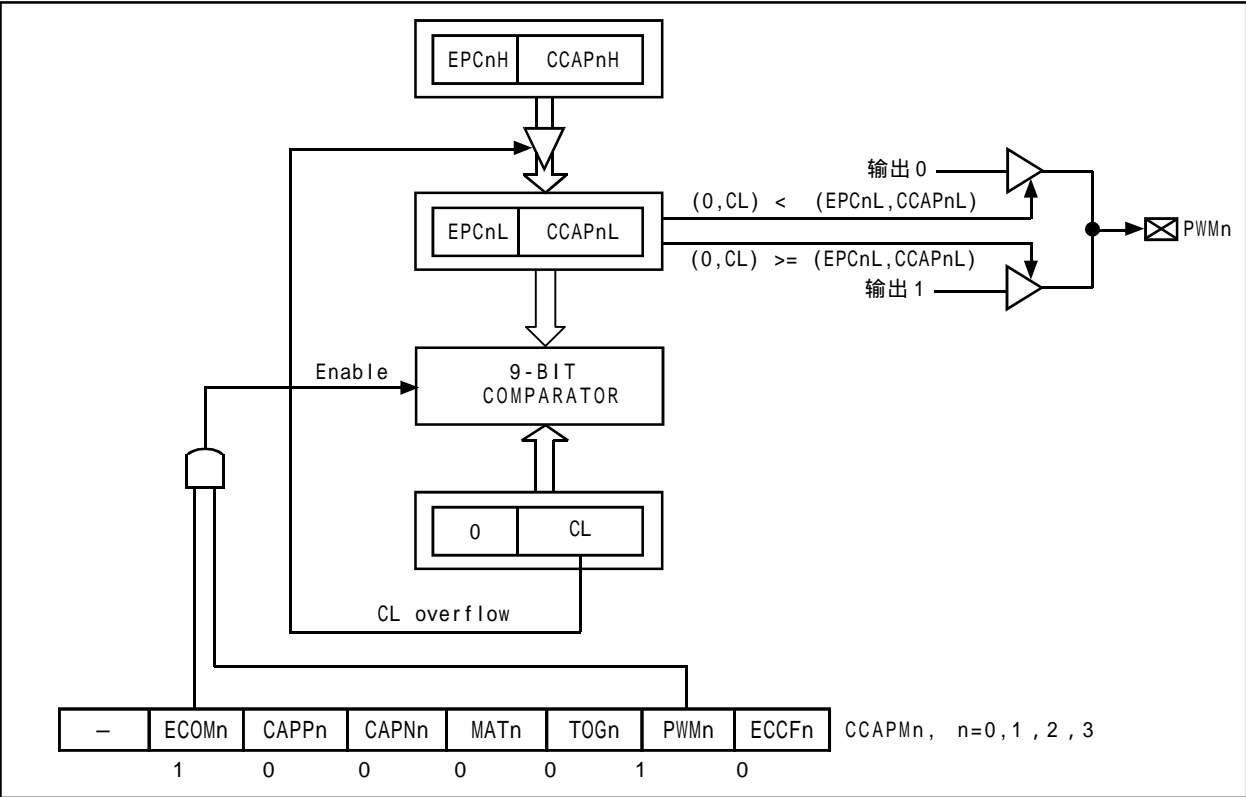 EPCnH CCAPnH
输出0
(0,CL) < (EPCnL,CCAPnL)
EPCnL CCAPnL
PWMn
(0,CL) >= (EPCnL,CCAPnL)
输出1
Enable
9-BIT
COMPARATOR
0 CL
CL overflow
– ECOMn CAPPn CAPNn MATn TOGn PWMn ECCFn CCAPMn, n=0,1,2,3
1 0 0 0 0 1 0